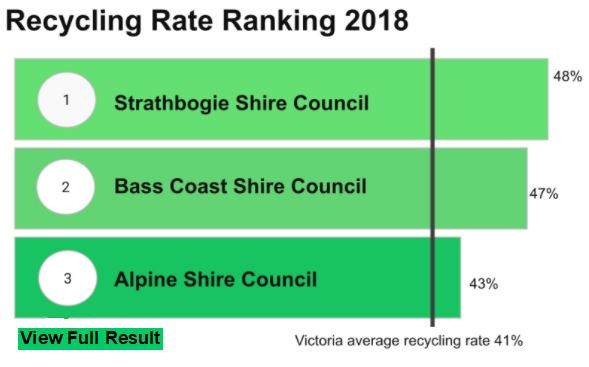 Recycling Rate Ranking 2018
1 Strathbogie Shire Council 48%
2 Bass Coast Shire Council 47%
3 Alpine Shire Council 43%
View Full Result
Victoria average recycling rate 41%